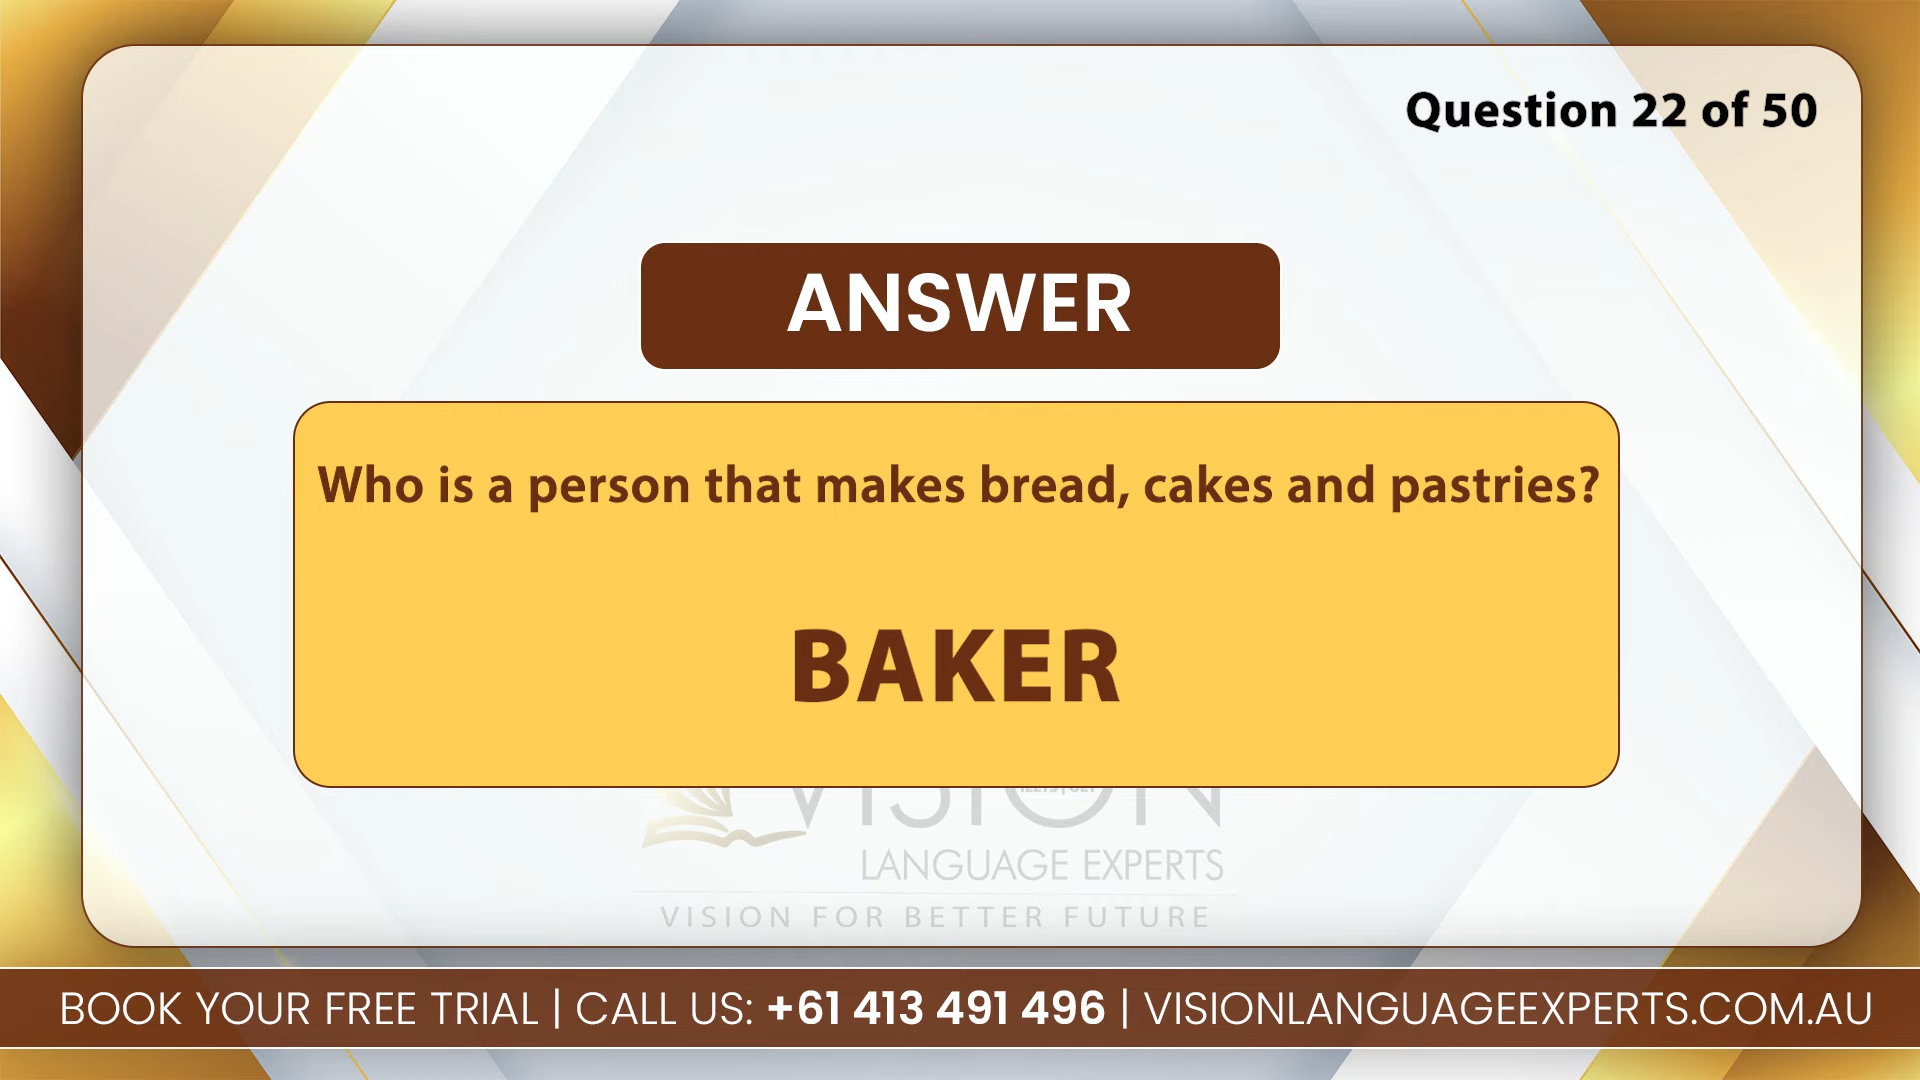 Question 22 of 50
ANSWER
Who is a person that makes bread, cakes and pastries?
BAKER
VISION
LANGUAGE EXPERTS
VISION FOR BETTER FUTURE
BOOK YOUR FREE TRIAL | CALL US: +61 413 491 496 | VISIONLANGUAGEEXPERTS.COM.AU